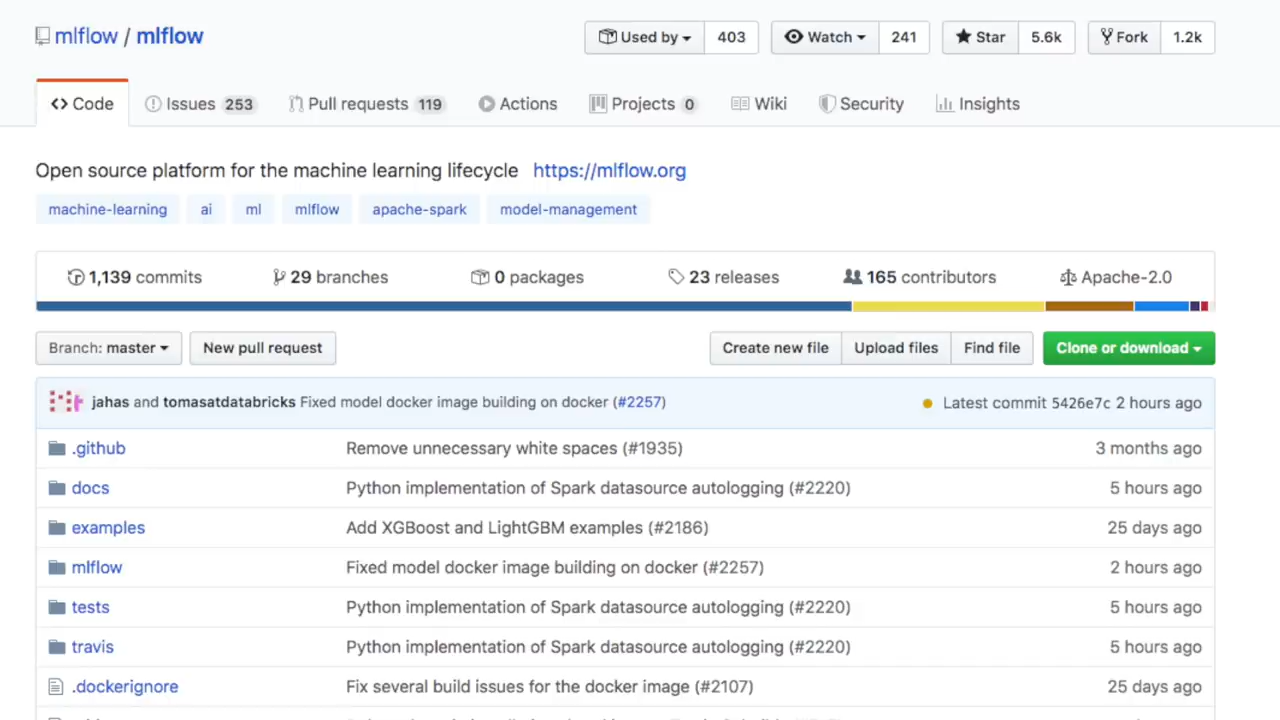 mlflow / mlflow
Used by 403 Watch 241 Star 5.6k Fork 1.2k
Code Issues 253 Pull requests 119 Actions Projects 0 Wiki Security Insights
Open source platform for the machine learning lifecycle https://mlflow.org
machine-learning ai ml mlflow apache-spark model-management
1,139 commits 29 branches 0 packages 23 releases 165 contributors Apache-2.0
Branch: master New pull request Create new file Upload files Find file Clone or download
jahas and tomasatdatabricks Fixed model docker image building on docker (#2257) Latest commit 5426e7c 2 hours ago
.github Remove unnecessary white spaces (#1935) 3 months ago
docs Python implementation of Spark datasource autologging (#2220) 5 hours ago
examples Add XGBoost and LightGBM examples (#2186) 25 days ago
mlflow Fixed model docker image building on docker (#2257) 2 hours ago
tests Python implementation of Spark datasource autologging (#2220) 5 hours ago
travis Python implementation of Spark datasource autologging (#2220) 5 hours ago
.dockerignore Fix several build issues for the docker image (#2107) 25 days ago